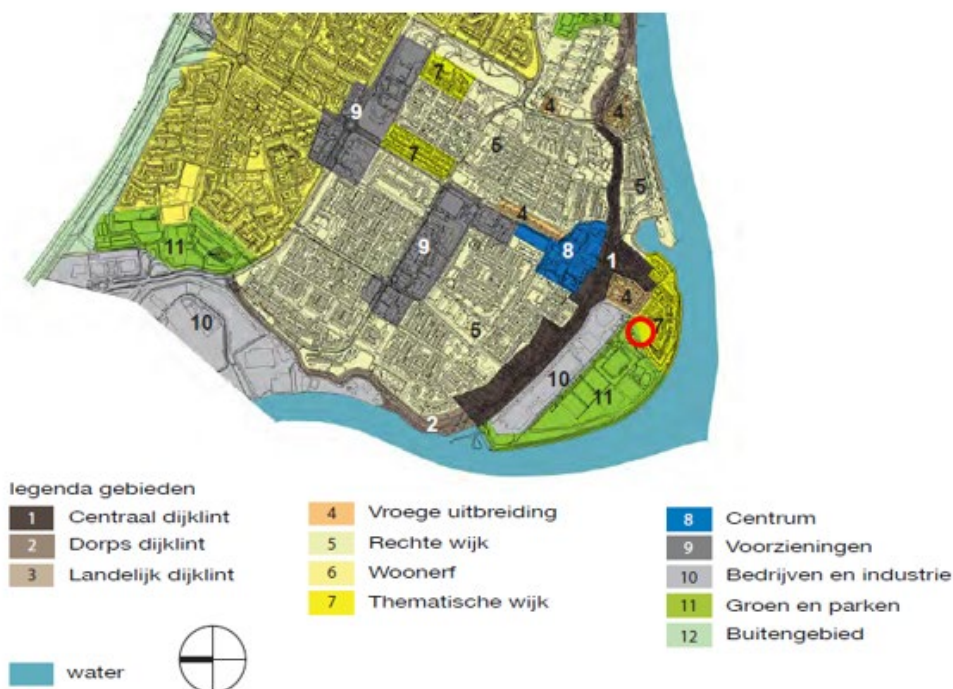 7
4
4
9
5
7
5
4
9
8
1
11
4
7
5
10
10
11
2
legenda gebieden
1 Centraal dijklint
2 Dorps dijklint
3 Landelijk dijklint
water
4 Vroege uitbreiding
5 Rechte wijk
6 Woonerf
7 Thematische wijk
8 Centrum
9 Voorzieningen
10 Bedrijven en industrie
11 Groen en parken
12 Buitengebied